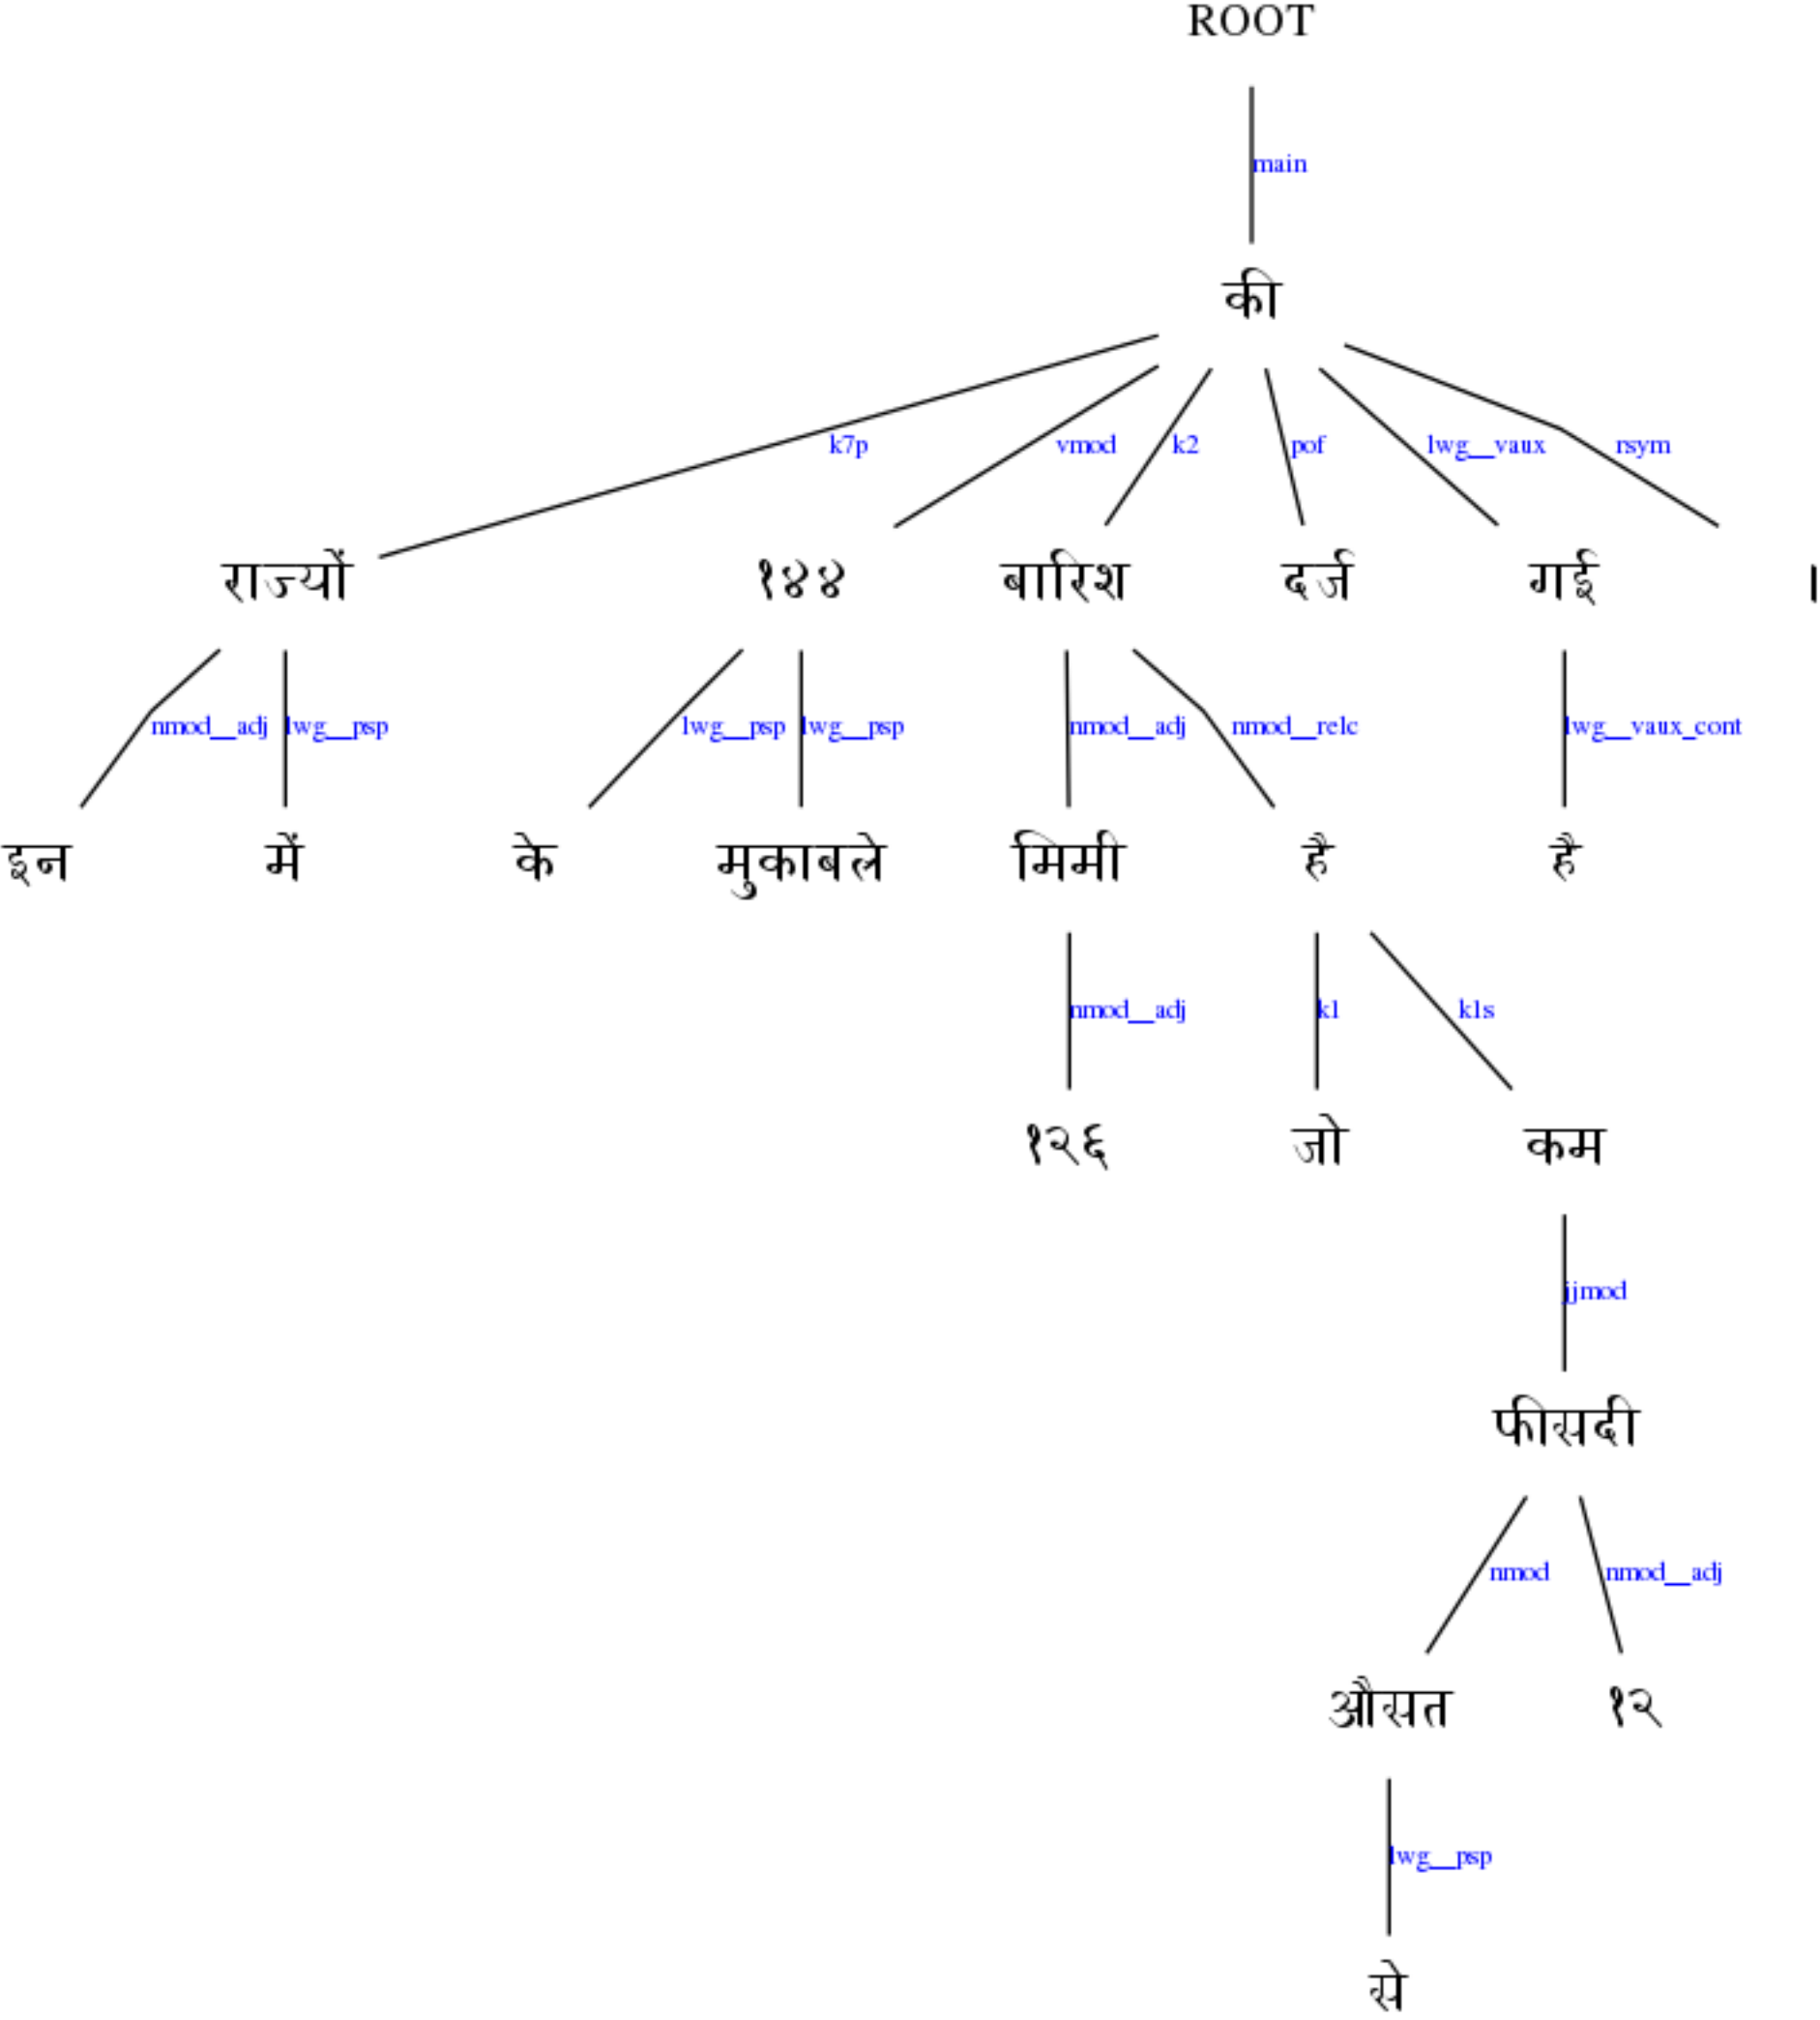 ROOT
main
की
k7p vmod k2 pof lwg__vaux rsym
राज्यों १४४ बारिश दर्ज गई ।
nmod__adj lwg__psp lwg__psp lwg__psp nmod__adj nmod__relc lwg__vaux_cont
इन में के मुकाबले मिमी है है
nmod__adj k1 k1s
१२६ जो कम
jjmod
फीसदी
nmod nmod__adj
औसत १२
lwg__psp
से